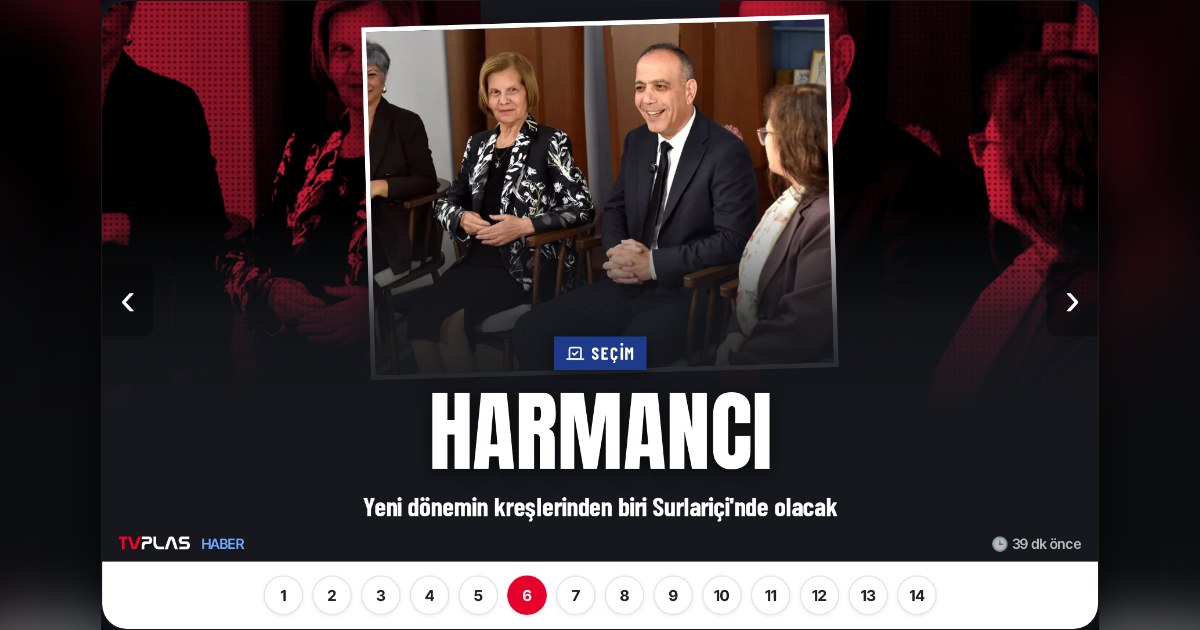 SEÇİM
HARMANCI
Yeni dönemin kreşlerinden biri Surlariçi'nde olacak
TVPLAS HABER
39 dk önce
1 2 3 4 5 6 7 8 9 10 11 12 13 14